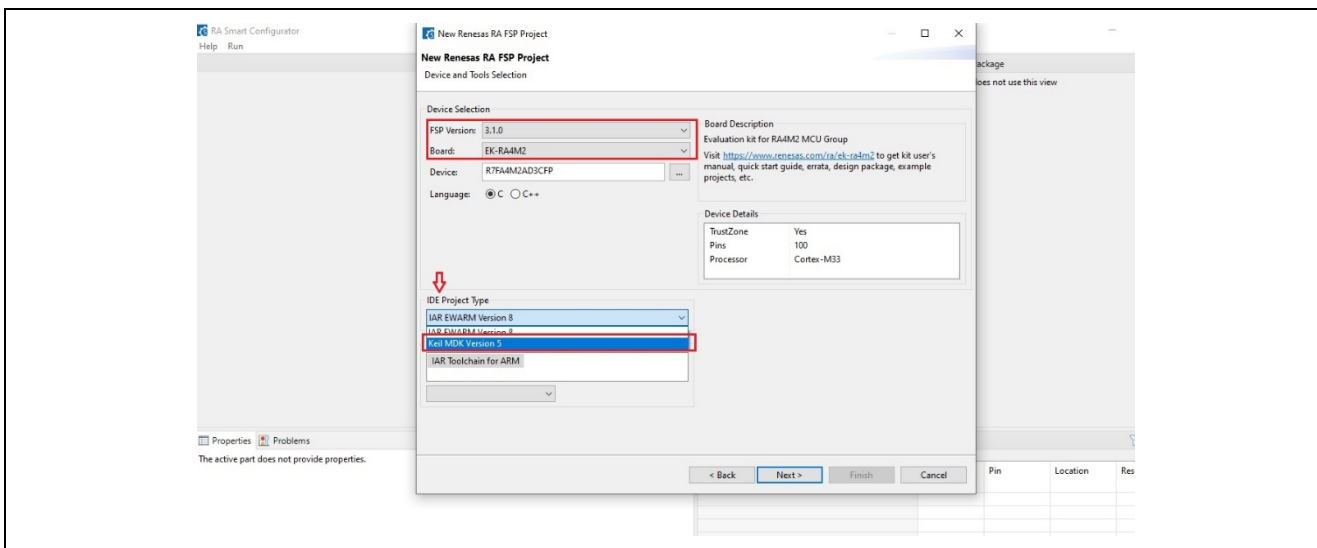 RA Smart Configurator
Help Run
New Renesas RA FSP Project
New Renesas RA FSP Project
Device and Tools Selection
Device Selection
FSP Version: 3.1.0
Board: EK-RA4M2
Device: R7FA4M2AD3CFP ...
Language: C C++
Board Description
Evaluation kit for RA4M2 MCU Group
Visit https://www.renesas.com/ra/ek-ra4m2 to get kit user's
manual, quick start guide, errata, design package, example
projects, etc.
Device Details
TrustZone Yes
Pins 100
Processor Cortex-M33
IDE Project Type
IAR EWARM Version 8
IAR EWARM Version 8
Keil MDK Version 5
IAR Toolchain for ARM
< Back Next > Finish Cancel
ackage
oes not use this view
Properties Problems
The active part does not provide properties.
Pin Location Res